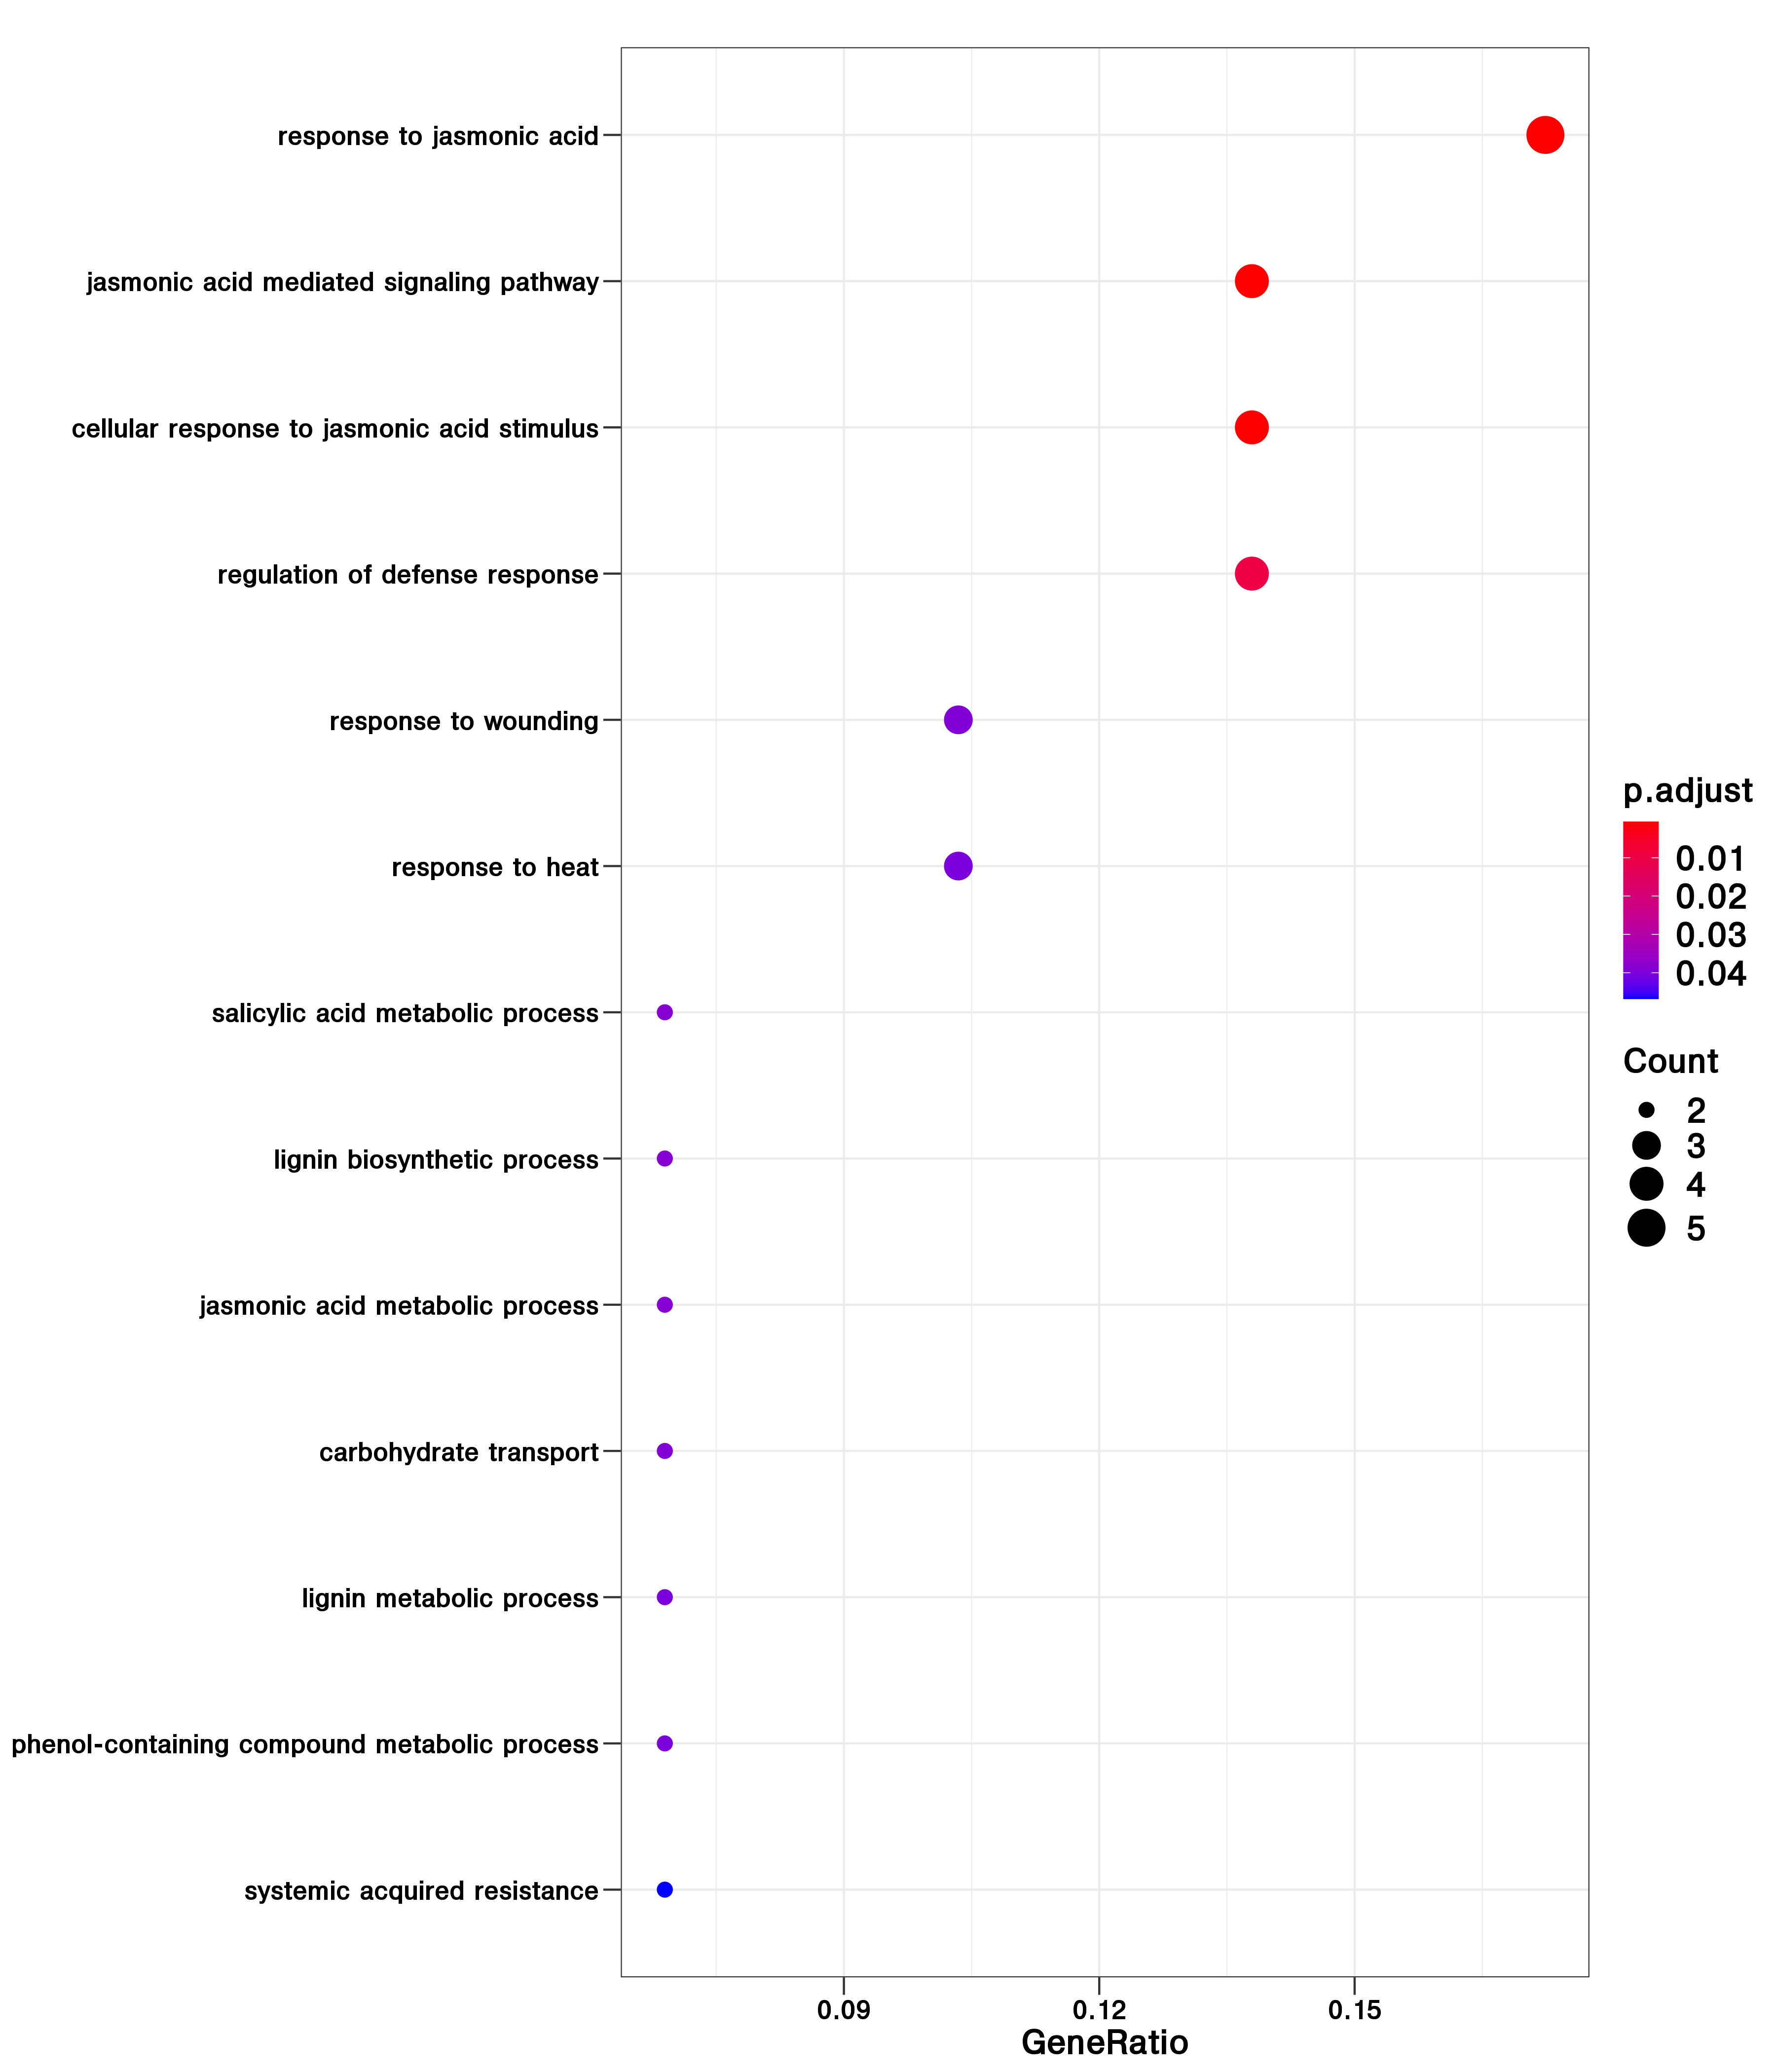 response to jasmonic acid
jasmonic acid mediated signaling pathway
cellular response to jasmonic acid stimulus
regulation of defense response
response to wounding
response to heat
salicylic acid metabolic process
lignin biosynthetic process
jasmonic acid metabolic process
carbohydrate transport
lignin metabolic process
phenol-containing compound metabolic process
systemic acquired resistance
0.09 0.12 0.15
GeneRatio
p.adjust
0.01
0.02
0.03
0.04
Count
2
3
4
5